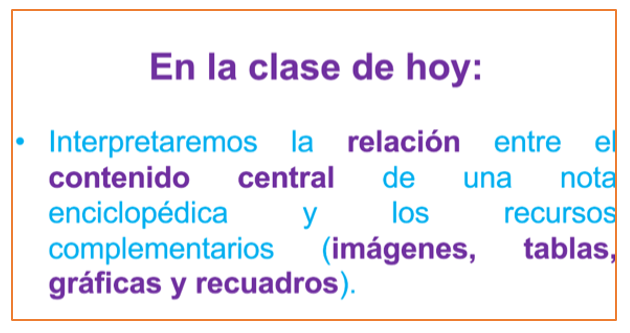 En la clase de hoy:
• Interpretaremos la relación entre el
contenido central de una nota
enciclopédica y los recursos
complementarios (imágenes, tablas,
gráficas y recuadros).